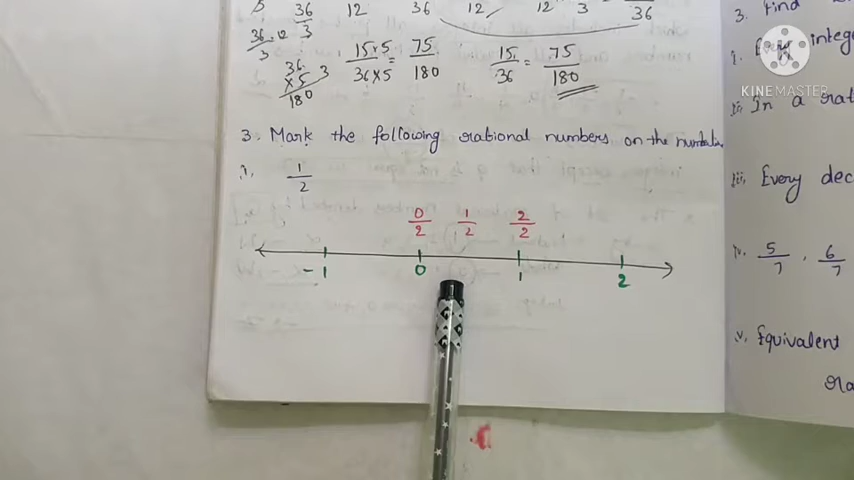 36 12 36 12 12 3 36
3
36 12
3
36
×5
180
15×5 = 75
36×5 180
15 = 75
36 180
3. Mark the following rational numbers on the
i. 1
2
0 1 2
2 2 2
-1 0 1 2
3. Find
i. Every integ
ii. In a rat
iii. Every dec
iv. 5 , 6
7 7
v. Equivalent
ra
KINEMASTER